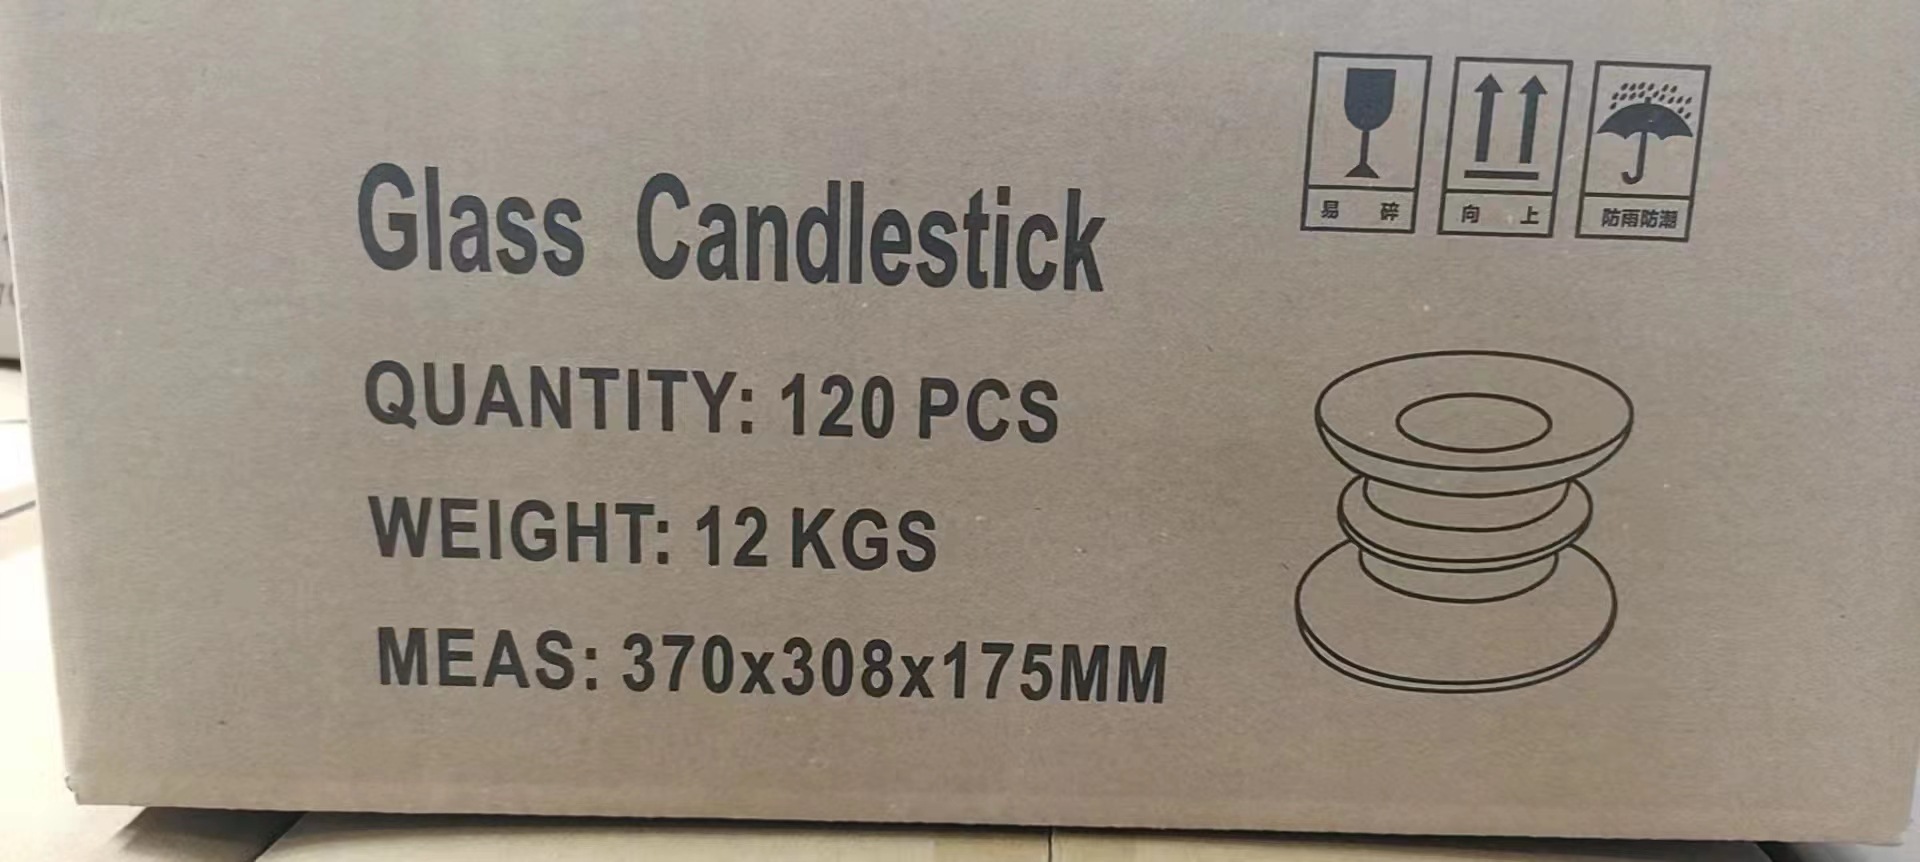 Glass Candlestick
QUANTITY: 120 PCS
WEIGHT: 12 KGS
MEAS: 370x308x175MM
易 碎
向 上
防雨防潮